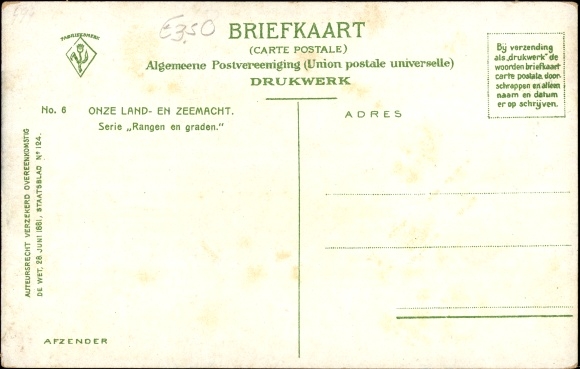 £3.50
FABRIEKSMERK
BRIEFKAART
(CARTE POSTALE)
Algemeene Postvereeniging (Union postale universelle)
DRUKWERK
Bij verzending
als „drukwerk" de
woorden briefkaart
carte postale, door-
schrappen en alleen
naam en datum
er op schrijven.
No. 6 ONZE LAND- EN ZEEMACHT.
Serie „Rangen en graden."
ADRES
AUTEURSRECHT VERZEKERD OVEREENKOMSTIG
DE WET, 28 JUNI 1881, STAATSBLAD No 124.
AFZENDER